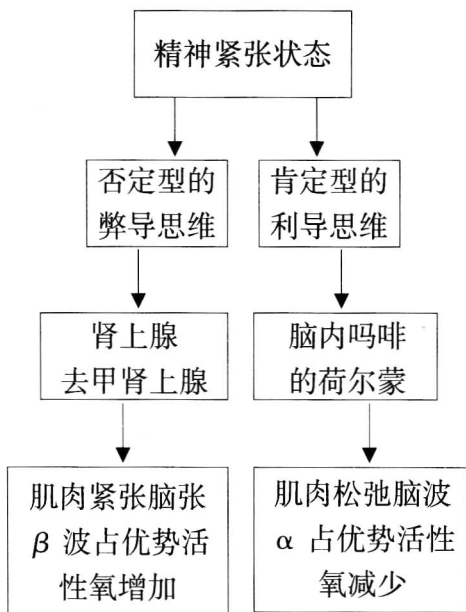 精神紧张状态
否定型的
弊导思维
肯定型的
利导思维
肾上腺
去甲肾上腺
脑内吗啡
的荷尔蒙
肌肉紧张脑张
β 波占优势活
性氧增加
肌肉松弛脑波
α 占优势活性
氧减少